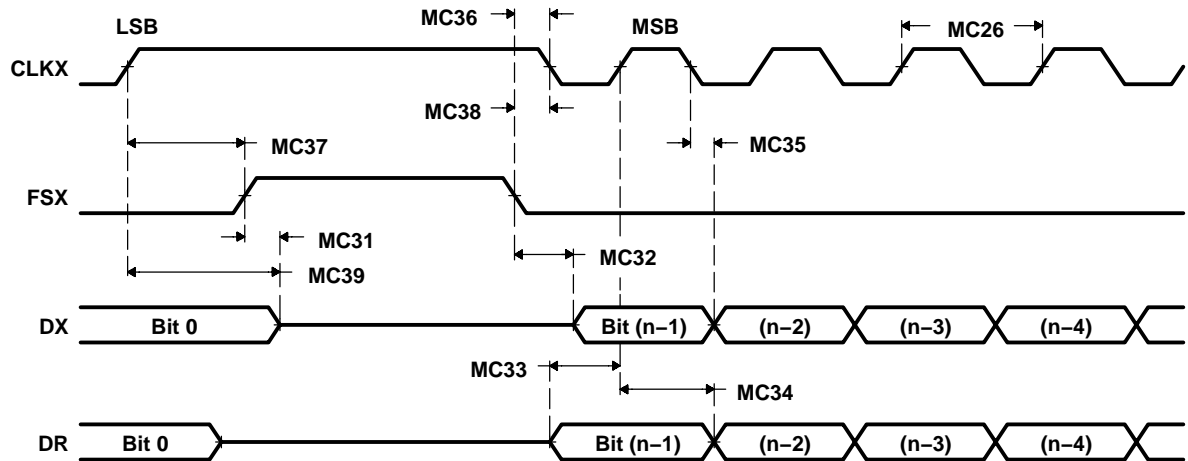 LSB
MC36
MSB
MC26
CLKX
MC38
MC37
MC35
FSX
MC31
MC32
MC39
DX
Bit 0
Bit (n–1)
(n–2)
(n–3)
(n–4)
MC33
MC34
DR
Bit 0
Bit (n–1)
(n–2)
(n–3)
(n–4)